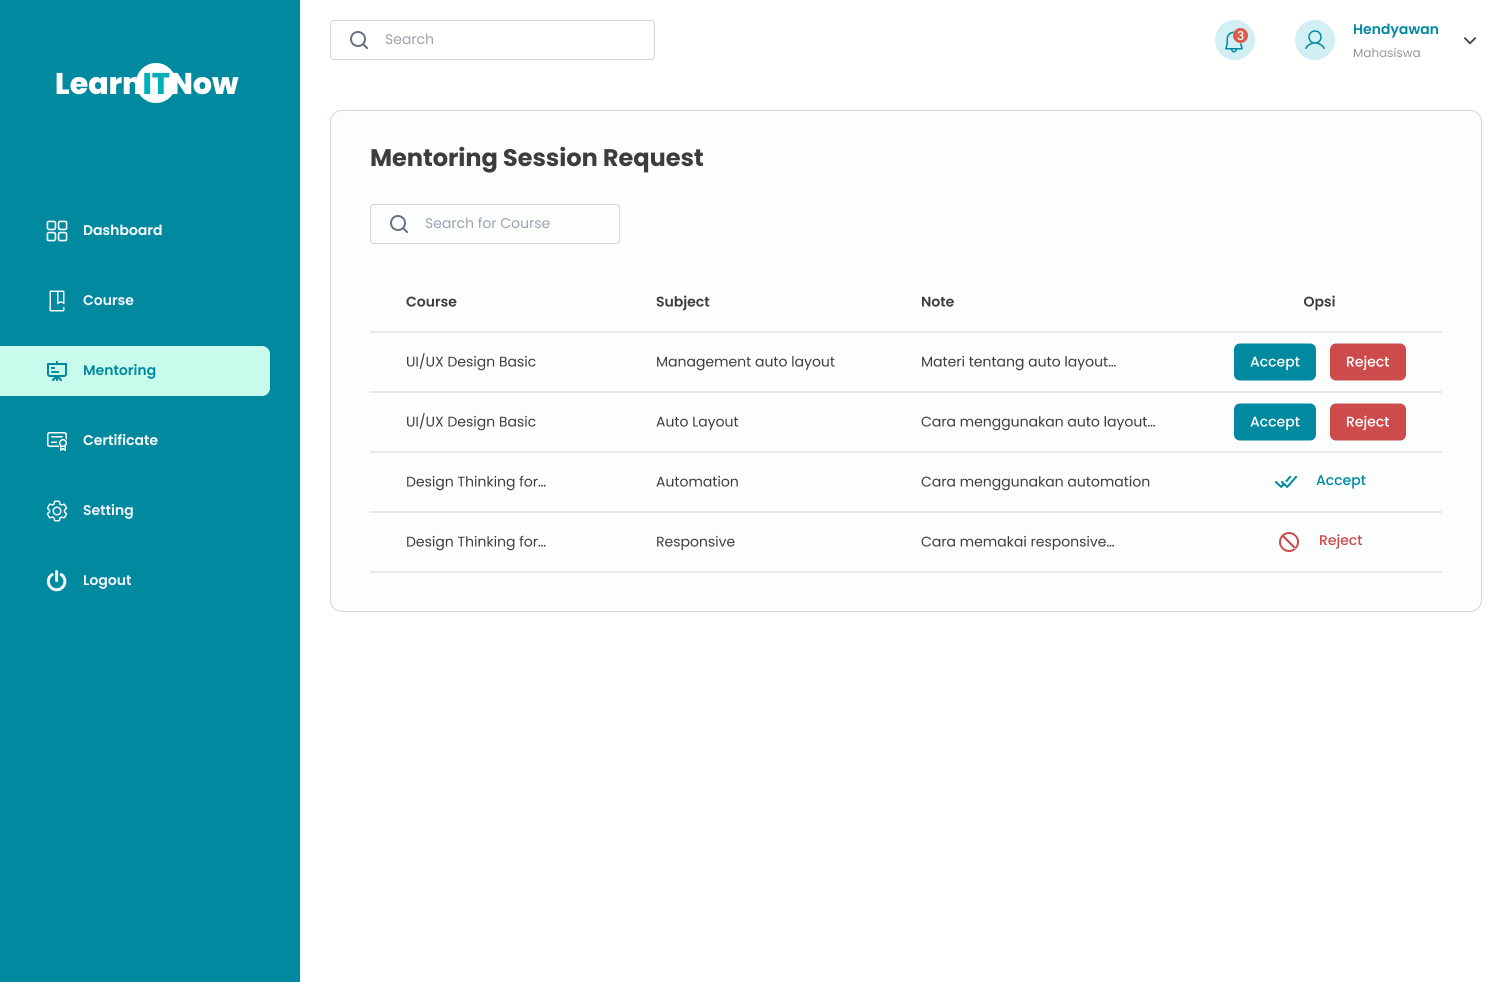 LearnITNow
Dashboard
Course
Mentoring
Certificate
Setting
Logout
Search
3
Hendyawan
Mahasiswa
Mentoring Session Request
Search for Course
Course Subject Note Opsi
UI/UX Design Basic Management auto layout Materi tentang auto layout... Accept Reject
UI/UX Design Basic Auto Layout Cara menggunakan auto layout... Accept Reject
Design Thinking for... Automation Cara menggunakan automation Accept
Design Thinking for... Responsive Cara memakai responsive... Reject